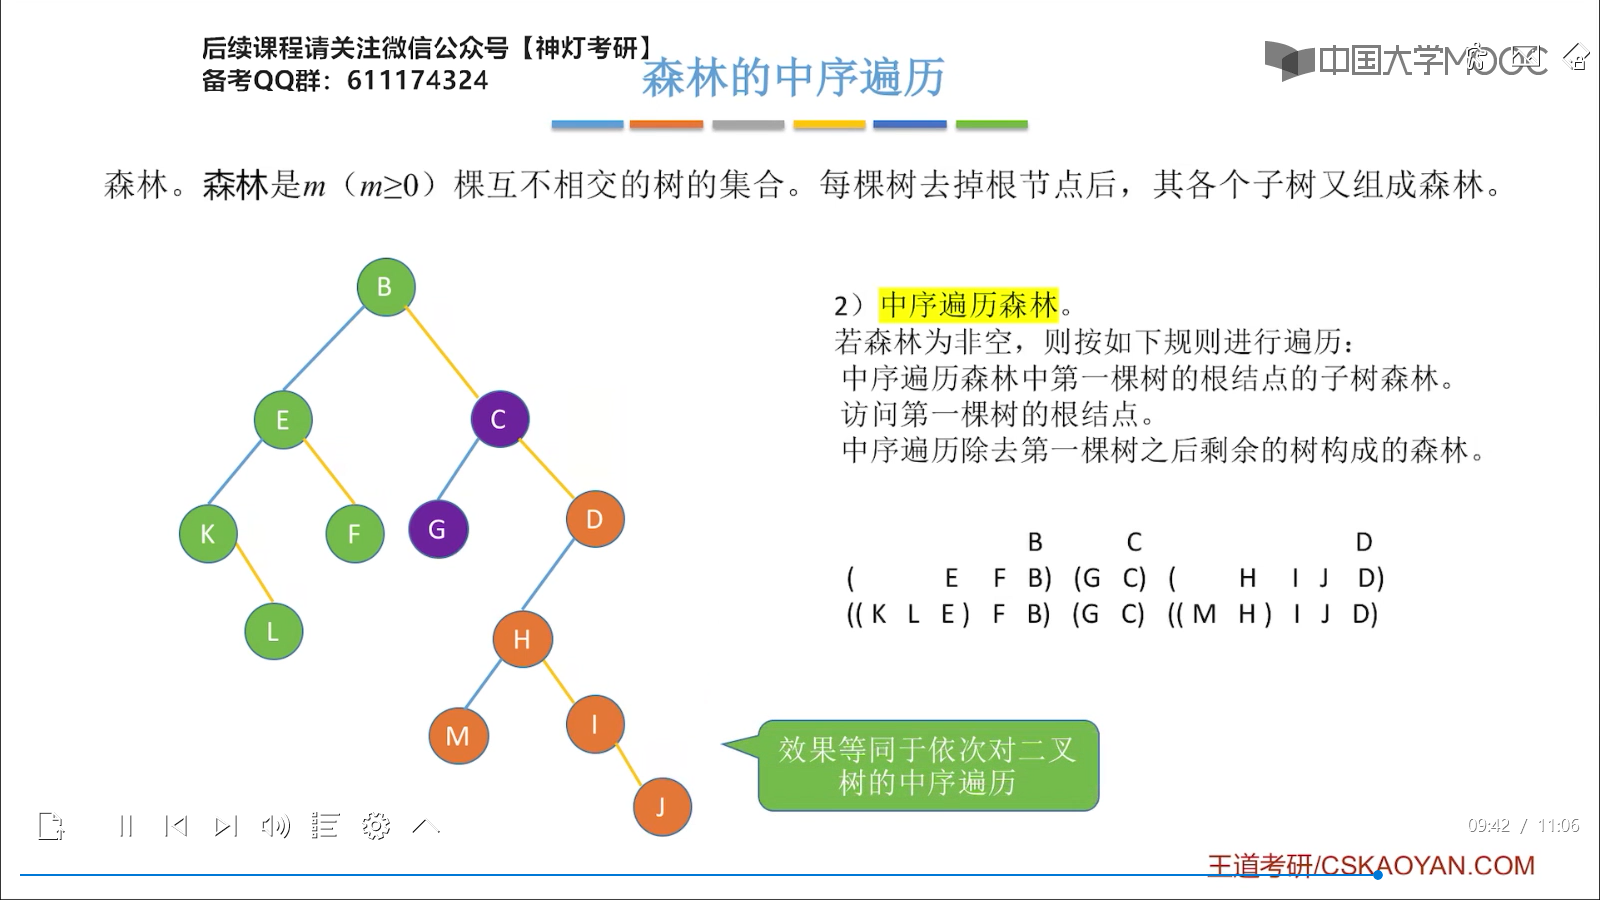 后续课程请关注微信公众号【神灯考研】
备考QQ群：611174324
森林的中序遍历
中国大学MOOC
森林。森林是m（m≥0）棵互不相交的树的集合。每棵树去掉根节点后，其各个子树又组成森林。
B
E
C
K
F
G
D
L
H
M
I
J
2）中序遍历森林。
若森林为非空，则按如下规则进行遍历：
中序遍历森林中第一棵树的根结点的子树森林。
访问第一棵树的根结点。
中序遍历除去第一棵树之后剩余的树构成的森林。
B C D
( E F B) (G C) ( H I J D)
(( K L E ) F B) (G C) (( M H ) I J D)
效果等同于依次对二叉
树的中序遍历
09:42 / 11:06
王道考研/CSKAOYAN.COM